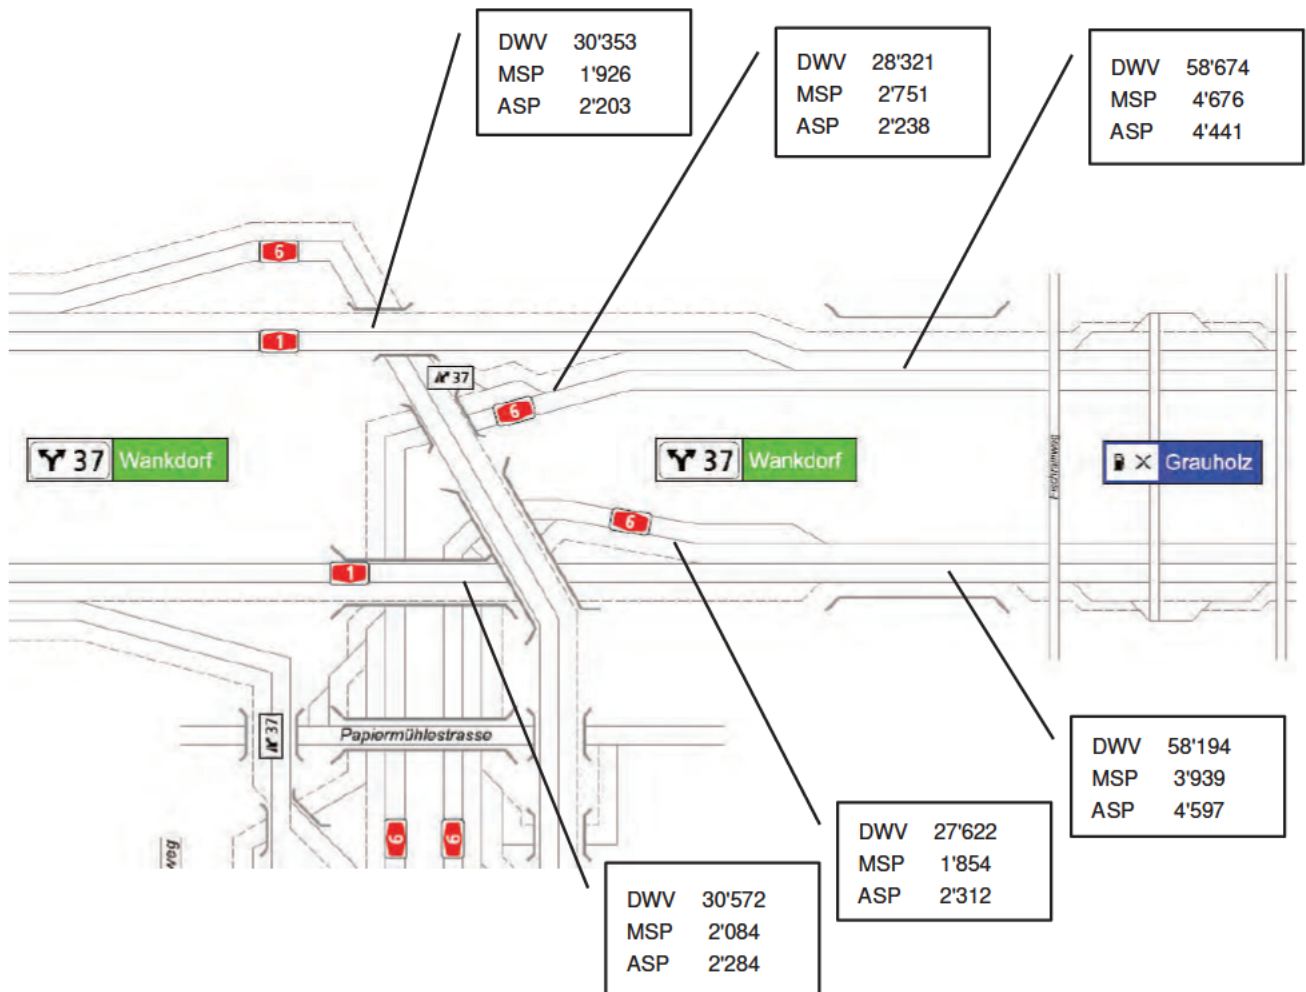 DWV 30'353
MSP 1'926
ASP 2'203
DWV 28'321
MSP 2'751
ASP 2'238
DWV 58'674
MSP 4'676
ASP 4'441
6
1
37
6
37 Wankdorf
37 Wankdorf
Grauholz
6
1
37
Papiermühlestrasse
6
6
weg
DWV 58'194
MSP 3'939
ASP 4'597
DWV 27'622
MSP 1'854
ASP 2'312
DWV 30'572
MSP 2'084
ASP 2'284